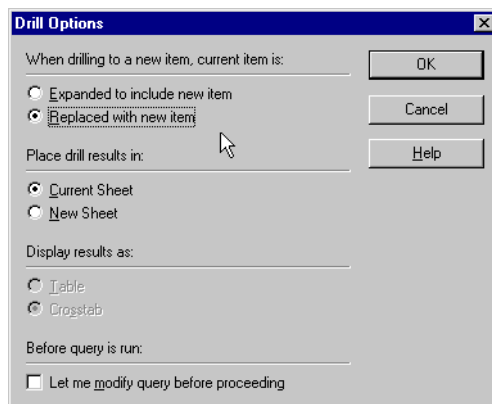 Drill Options
When drilling to a new item, current item is:
Expanded to include new item
Replaced with new item
Place drill results in:
Current Sheet
New Sheet
Display results as:
Table
Crosstab
Before query is run:
Let me modify query before proceeding
OK
Cancel
Help